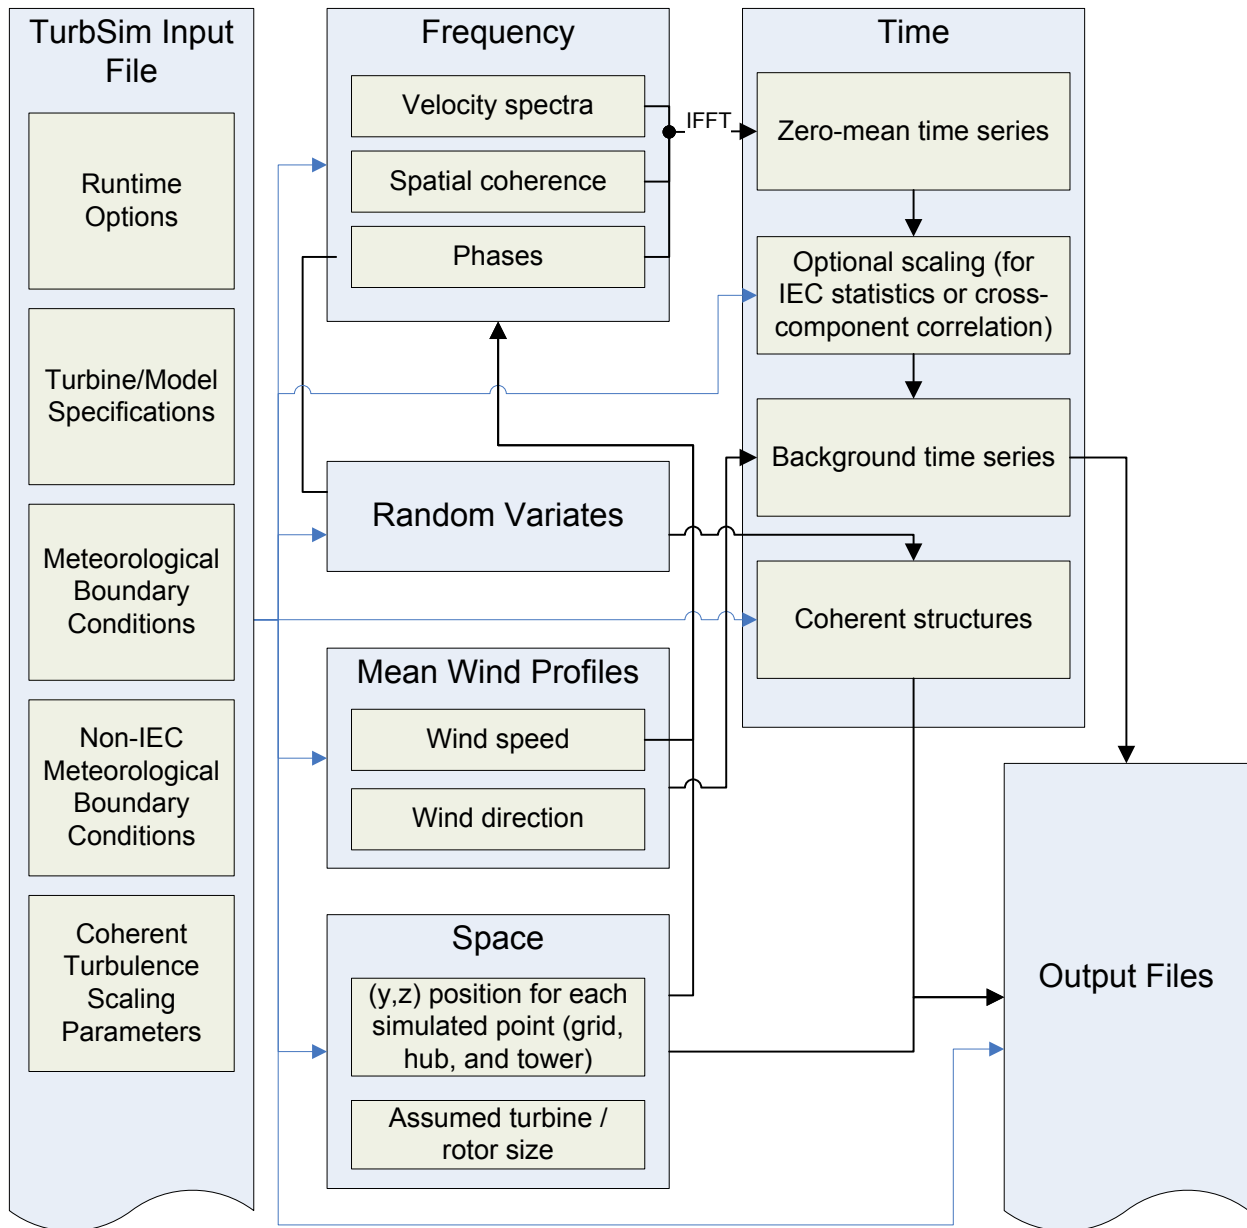 TurbSim Input
File
Runtime
Options
Turbine/Model
Specifications
Meteorological
Boundary
Conditions
Non-IEC
Meteorological
Boundary
Conditions
Coherent
Turbulence
Scaling
Parameters
Frequency
Velocity spectra
Spatial coherence
Phases
IFFT
Random Variates
Mean Wind Profiles
Wind speed
Wind direction
Space
(y,z) position for each
simulated point (grid,
hub, and tower)
Assumed turbine /
rotor size
Time
Zero-mean time series
Optional scaling (for
IEC statistics or cross-
component correlation)
Background time series
Coherent structures
Output Files